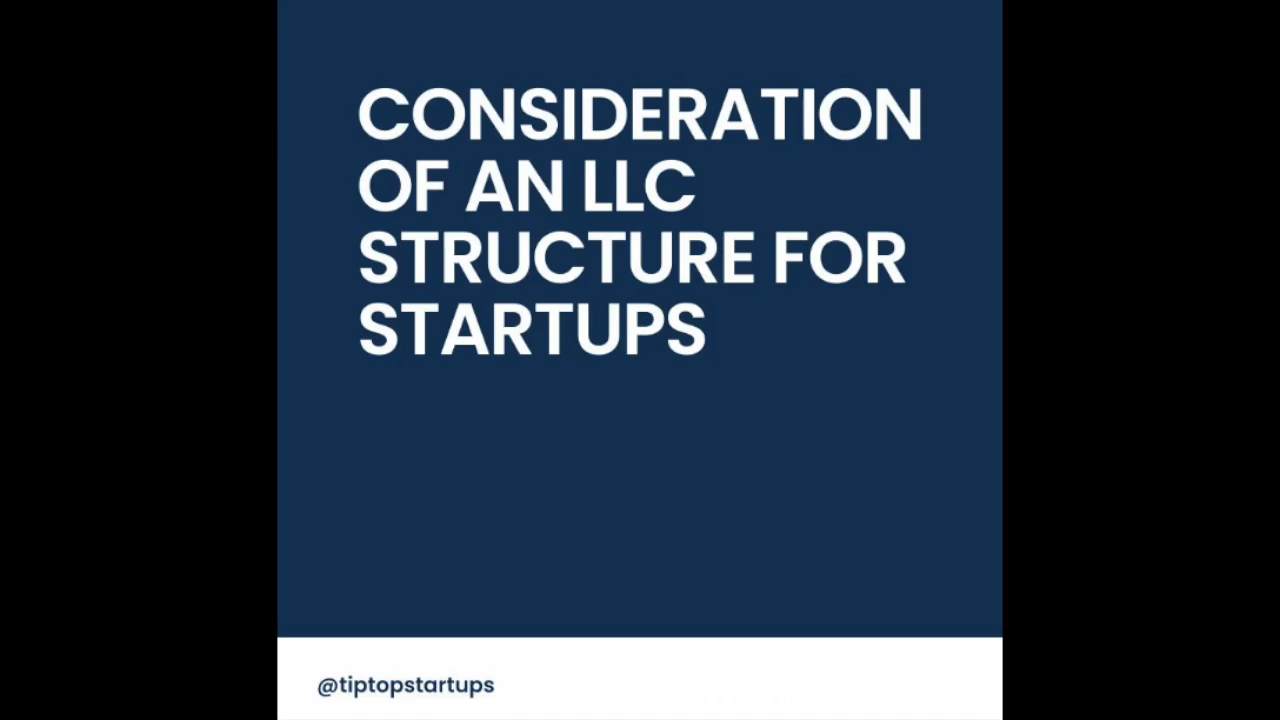 CONSIDERATION
OF AN LLC
STRUCTURE FOR
STARTUPS
@tiptopstartups